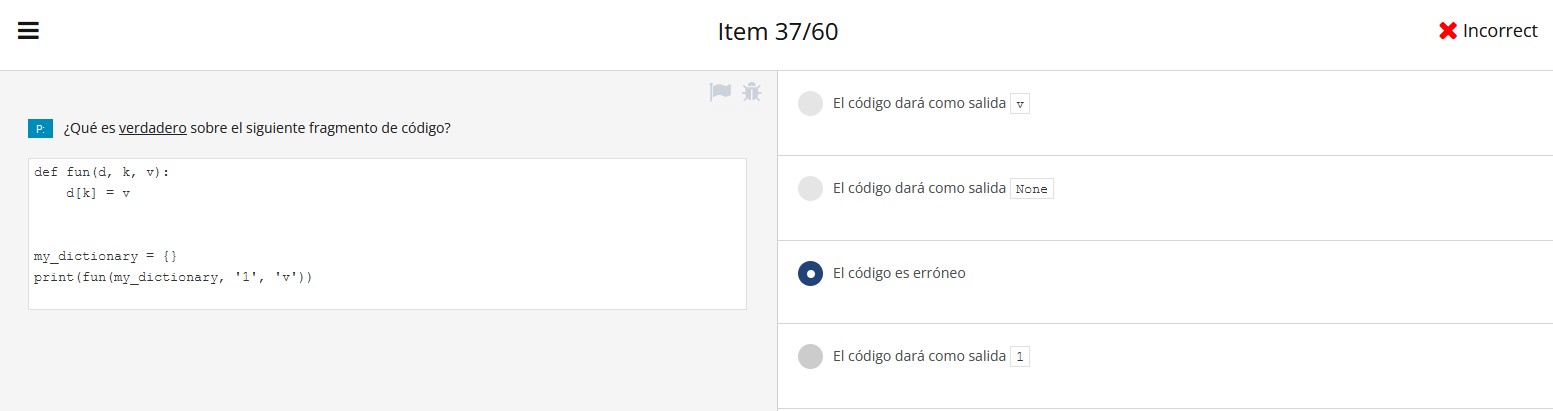 Item 37/60
Incorrect
P: ¿Qué es verdadero sobre el siguiente fragmento de código?
def fun(d, k, v):
    d[k] = v
my_dictionary = {}
print(fun(my_dictionary, '1', 'v'))
El código dará como salida v
El código dará como salida None
El código es erróneo
El código dará como salida 1